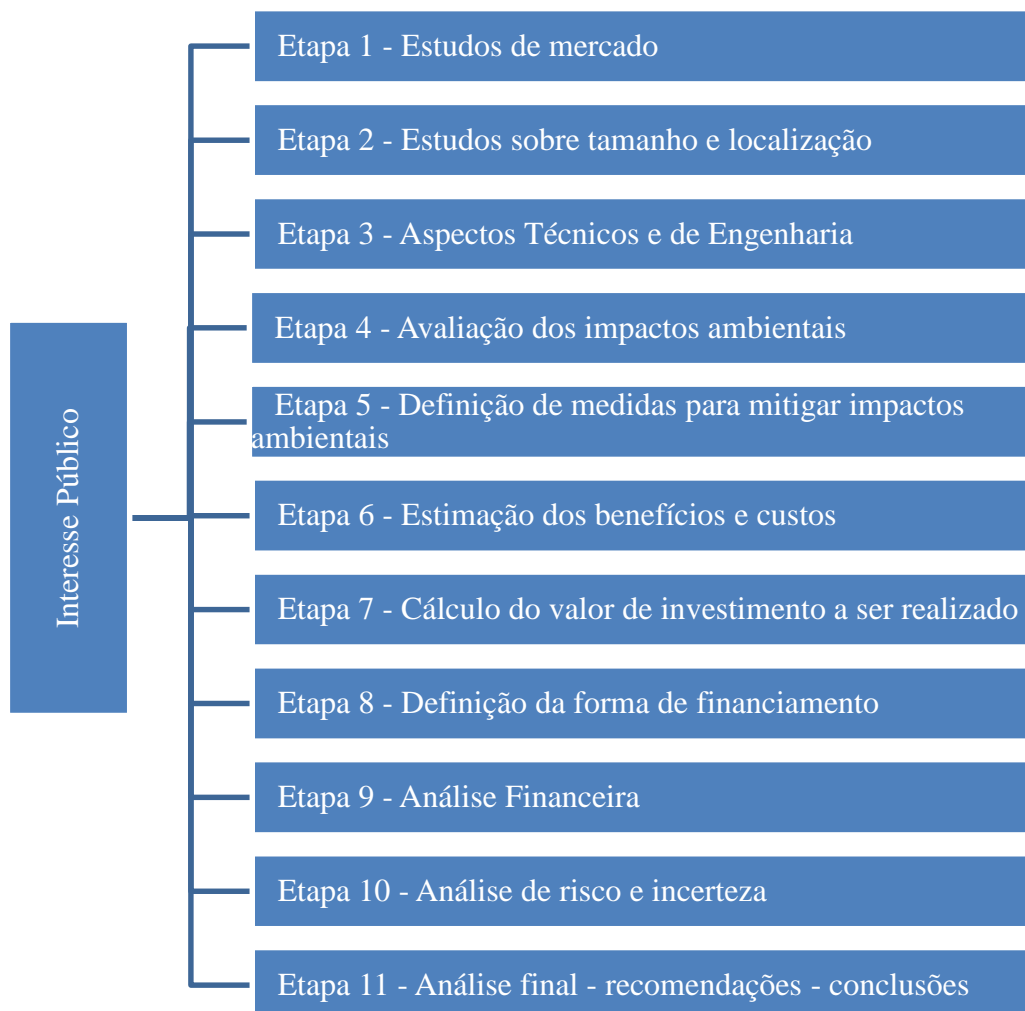 Interesse Público
Etapa 1 - Estudos de mercado
Etapa 2 - Estudos sobre tamanho e localização
Etapa 3 - Aspectos Técnicos e de Engenharia
Etapa 4 - Avaliação dos impactos ambientais
Etapa 5 - Definição de medidas para mitigar impactos
ambientais
Etapa 6 - Estimação dos benefícios e custos
Etapa 7 - Cálculo do valor de investimento a ser realizado
Etapa 8 - Definição da forma de financiamento
Etapa 9 - Análise Financeira
Etapa 10 - Análise de risco e incerteza
Etapa 11 - Análise final - recomendações - conclusões